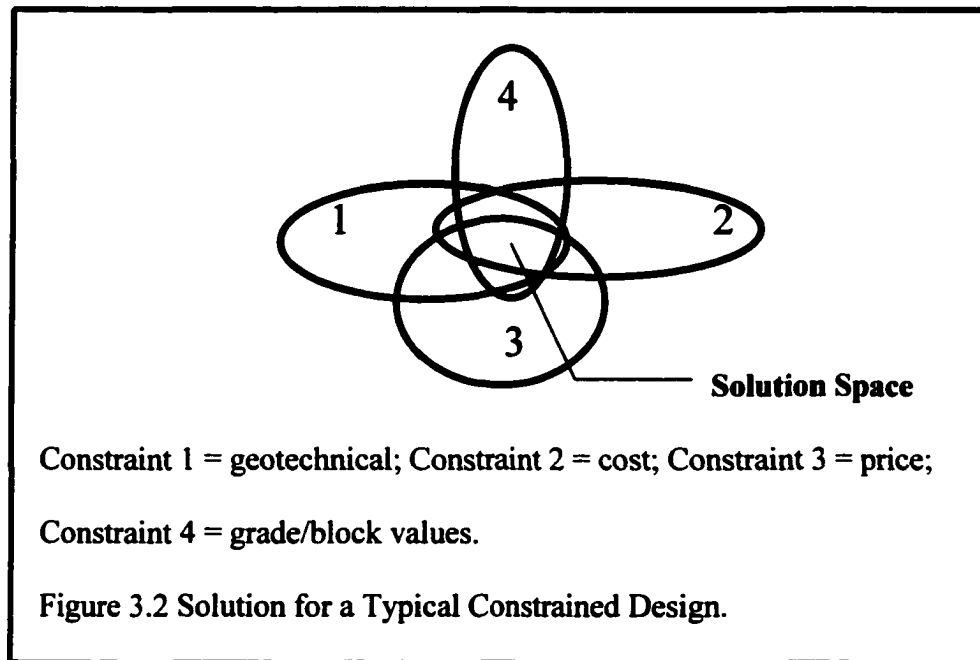 4
1
2
3
Solution Space
Constraint 1 = geotechnical; Constraint 2 = cost; Constraint 3 = price;
Constraint 4 = grade/block values.
Figure 3.2 Solution for a Typical Constrained Design.